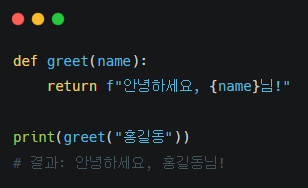 def greet(name):
    return f"안녕하세요, {name}님!"
print(greet("홍길동"))
# 결과: 안녕하세요, 홍길동님!